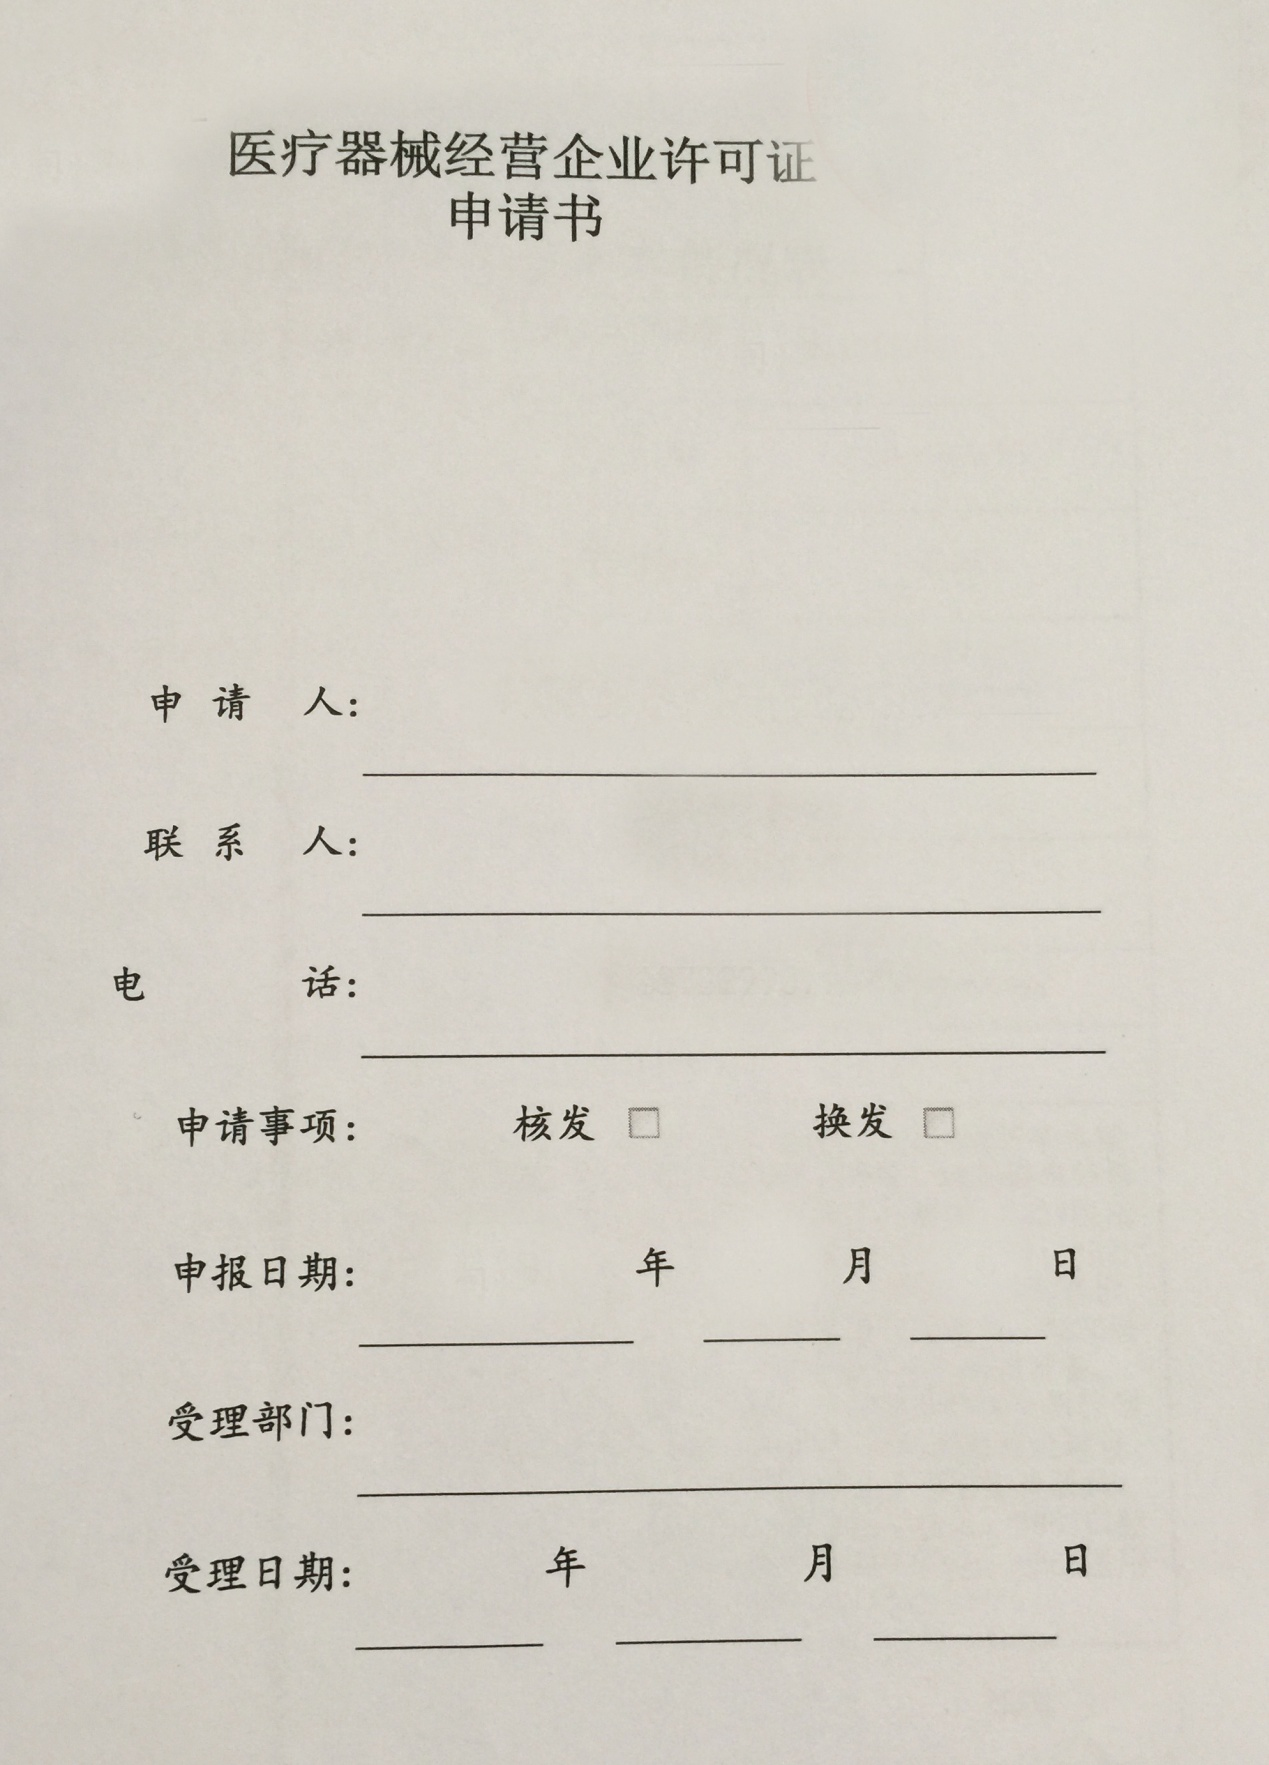 医疗器械经营企业许可证
申请书
申 请 人:
联 系 人:
电 话:
申请事项: 核发 □ 换发 □
申报日期: 年 月 日
受理部门:
受理日期: 年 月 日